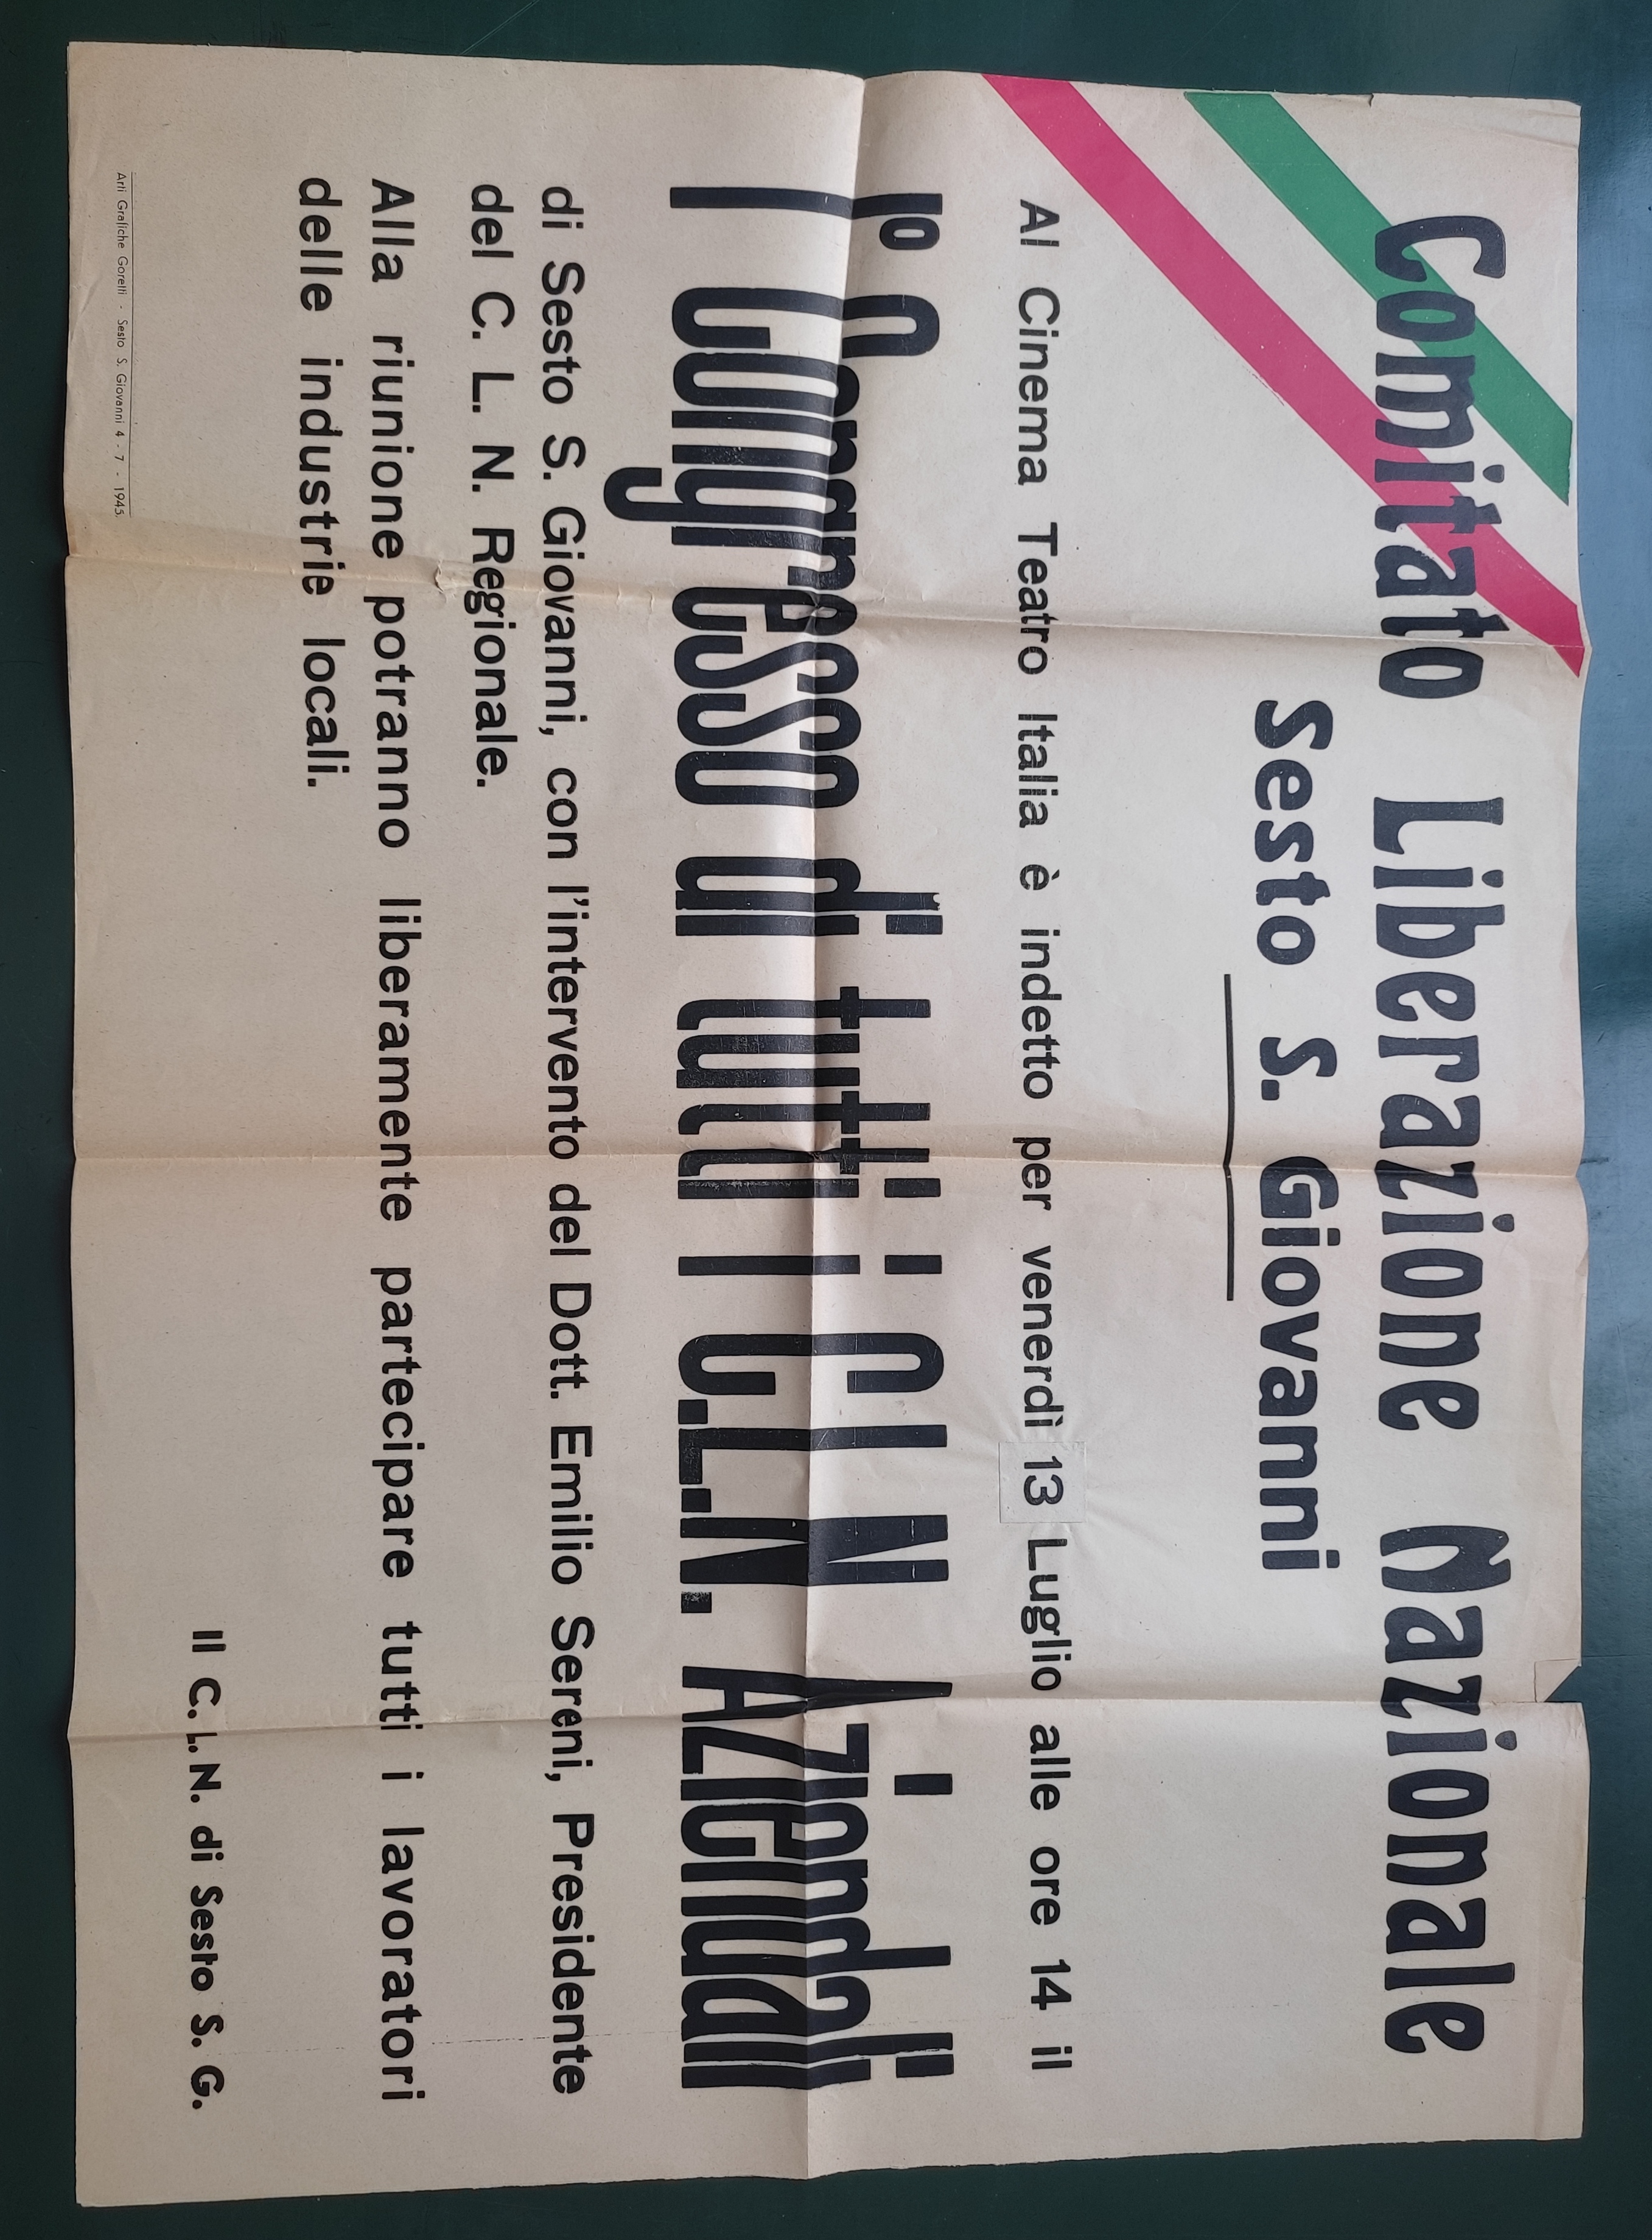 Comitato Liberazione Nazionale
Sesto S. Giovanni
Al Cinema Teatro Italia è indetto per venerdì 13 Luglio alle ore 14 il
I° Congresso di tutti i C.L.N. Aziendali
di Sesto S. Giovanni, con l'intervento del Dott. Emilio Sereni, Presidente
del C. L. N. Regionale.
Alla riunione potranno liberamente partecipare tutti i lavoratori
delle industrie locali.
Il C. L. N. di Sesto S. G.
Arti Grafiche Goretti - Sesto S. Giovanni 4 - 7 - 1945.